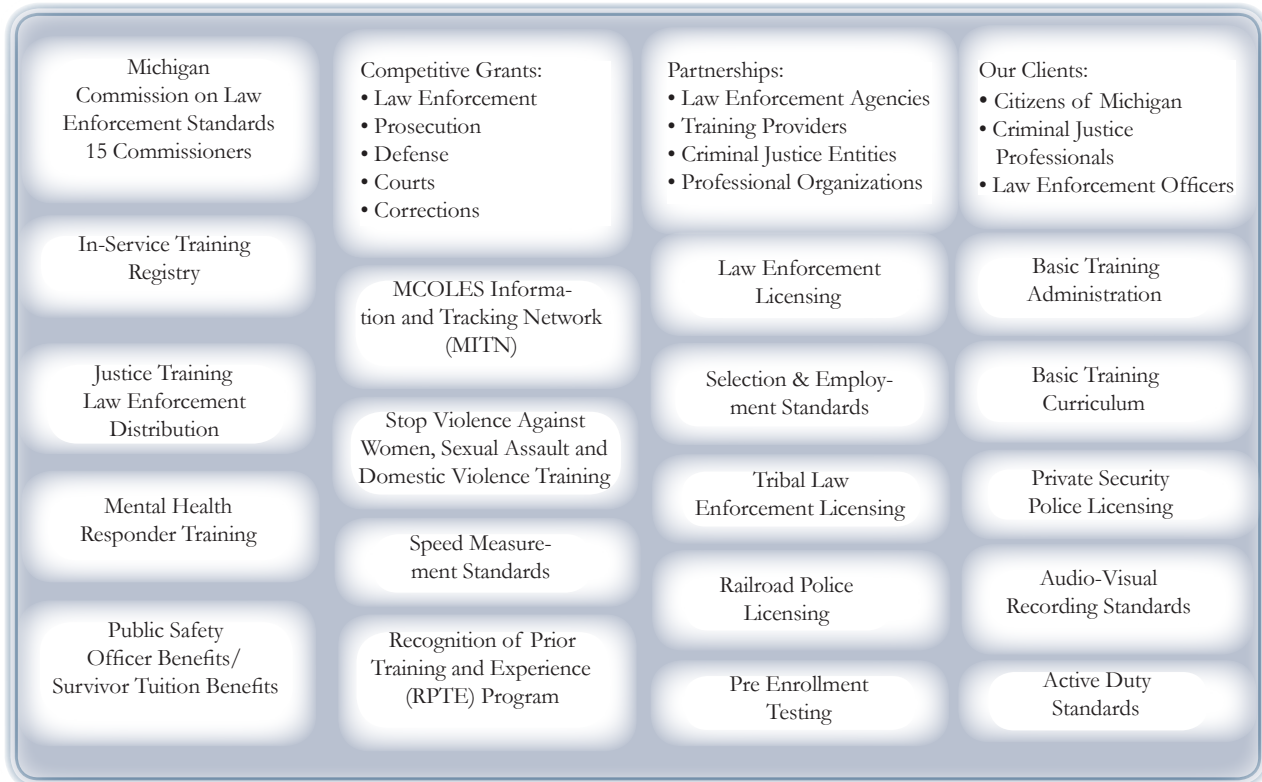 Michigan
Commission on Law
Enforcement Standards
15 Commissioners
In-Service Training
Registry
Justice Training
Law Enforcement
Distribution
Mental Health
Responder Training
Public Safety
Officer Benefits/
Survivor Tuition Benefits
Competitive Grants:
• Law Enforcement
• Prosecution
• Defense
• Courts
• Corrections
MCOLES Informa-
tion and Tracking Network
(MITN)
Stop Violence Against
Women, Sexual Assault and
Domestic Violence Training
Speed Measure-
ment Standards
Recognition of Prior
Training and Experience
(RPTE) Program
Partnerships:
• Law Enforcement Agencies
• Training Providers
• Criminal Justice Entities
• Professional Organizations
Law Enforcement
Licensing
Selection & Employ-
ment Standards
Tribal Law
Enforcement Licensing
Railroad Police
Licensing
Pre Enrollment
Testing
Our Clients:
• Citizens of Michigan
• Criminal Justice
Professionals
• Law Enforcement Officers
Basic Training
Administration
Basic Training
Curriculum
Private Security
Police Licensing
Audio-Visual
Recording Standards
Active Duty
Standards